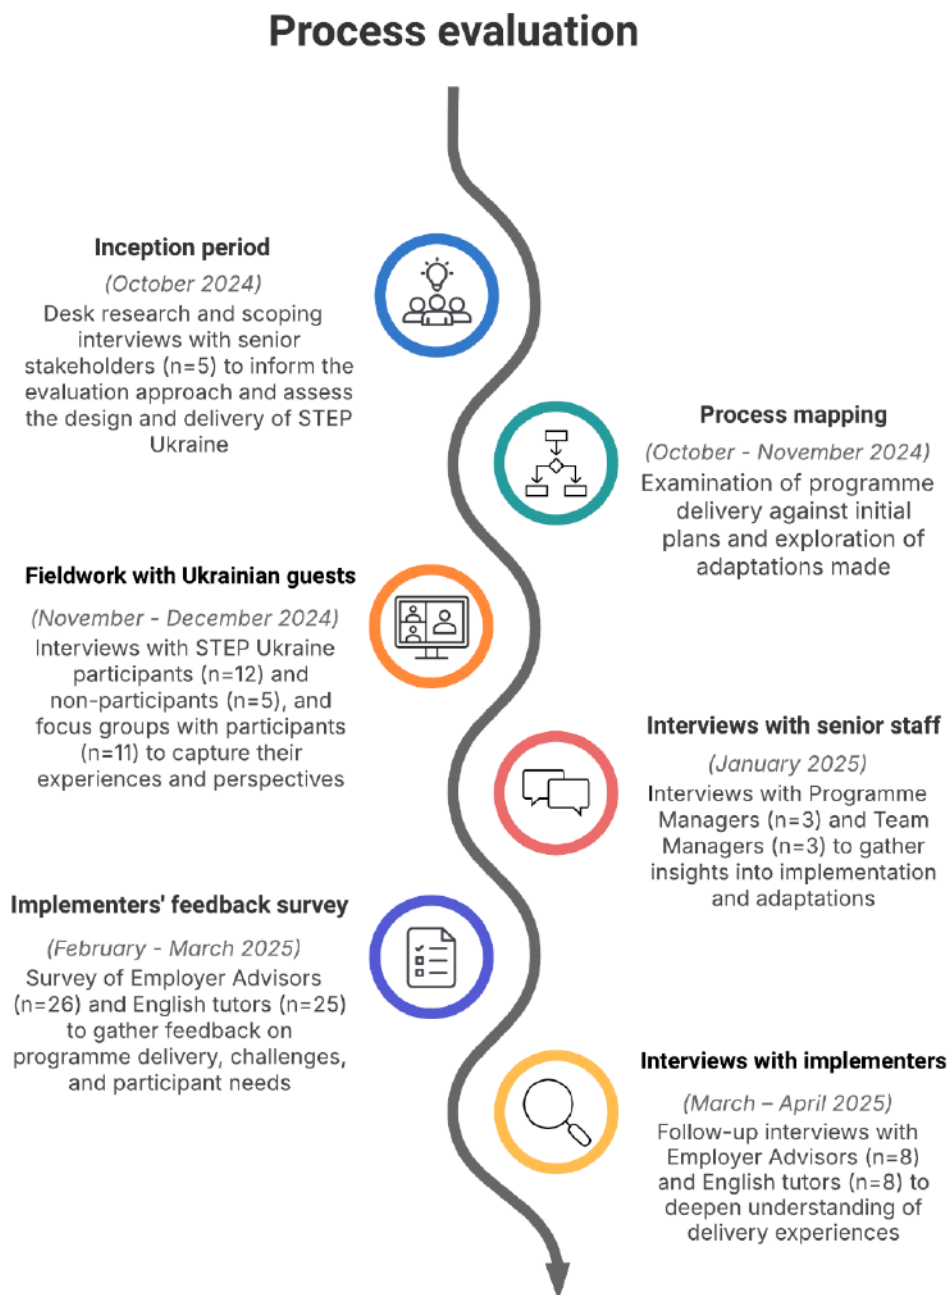 Process evaluation
Inception period
(October 2024)
Desk research and scoping
interviews with senior
stakeholders (n=5) to inform the
evaluation approach and assess
the design and delivery of STEP
Ukraine
Process mapping
(October - November 2024)
Examination of programme
delivery against initial
plans and exploration of
adaptations made
Fieldwork with Ukrainian guests
(November - December 2024)
Interviews with STEP Ukraine
participants (n=12) and
non-participants (n=5), and
focus groups with participants
(n=11) to capture their
experiences and perspectives
Interviews with senior staff
(January 2025)
Interviews with Programme
Managers (n=3) and Team
Managers (n=3) to gather
insights into implementation
and adaptations
Implementers' feedback survey
(February - March 2025)
Survey of Employer Advisors
(n=26) and English tutors (n=25)
to gather feedback on
programme delivery, challenges,
and participant needs
Interviews with implementers
(March – April 2025)
Follow-up interviews with
Employer Advisors (n=8)
and English tutors (n=8) to
deepen understanding of
delivery experiences